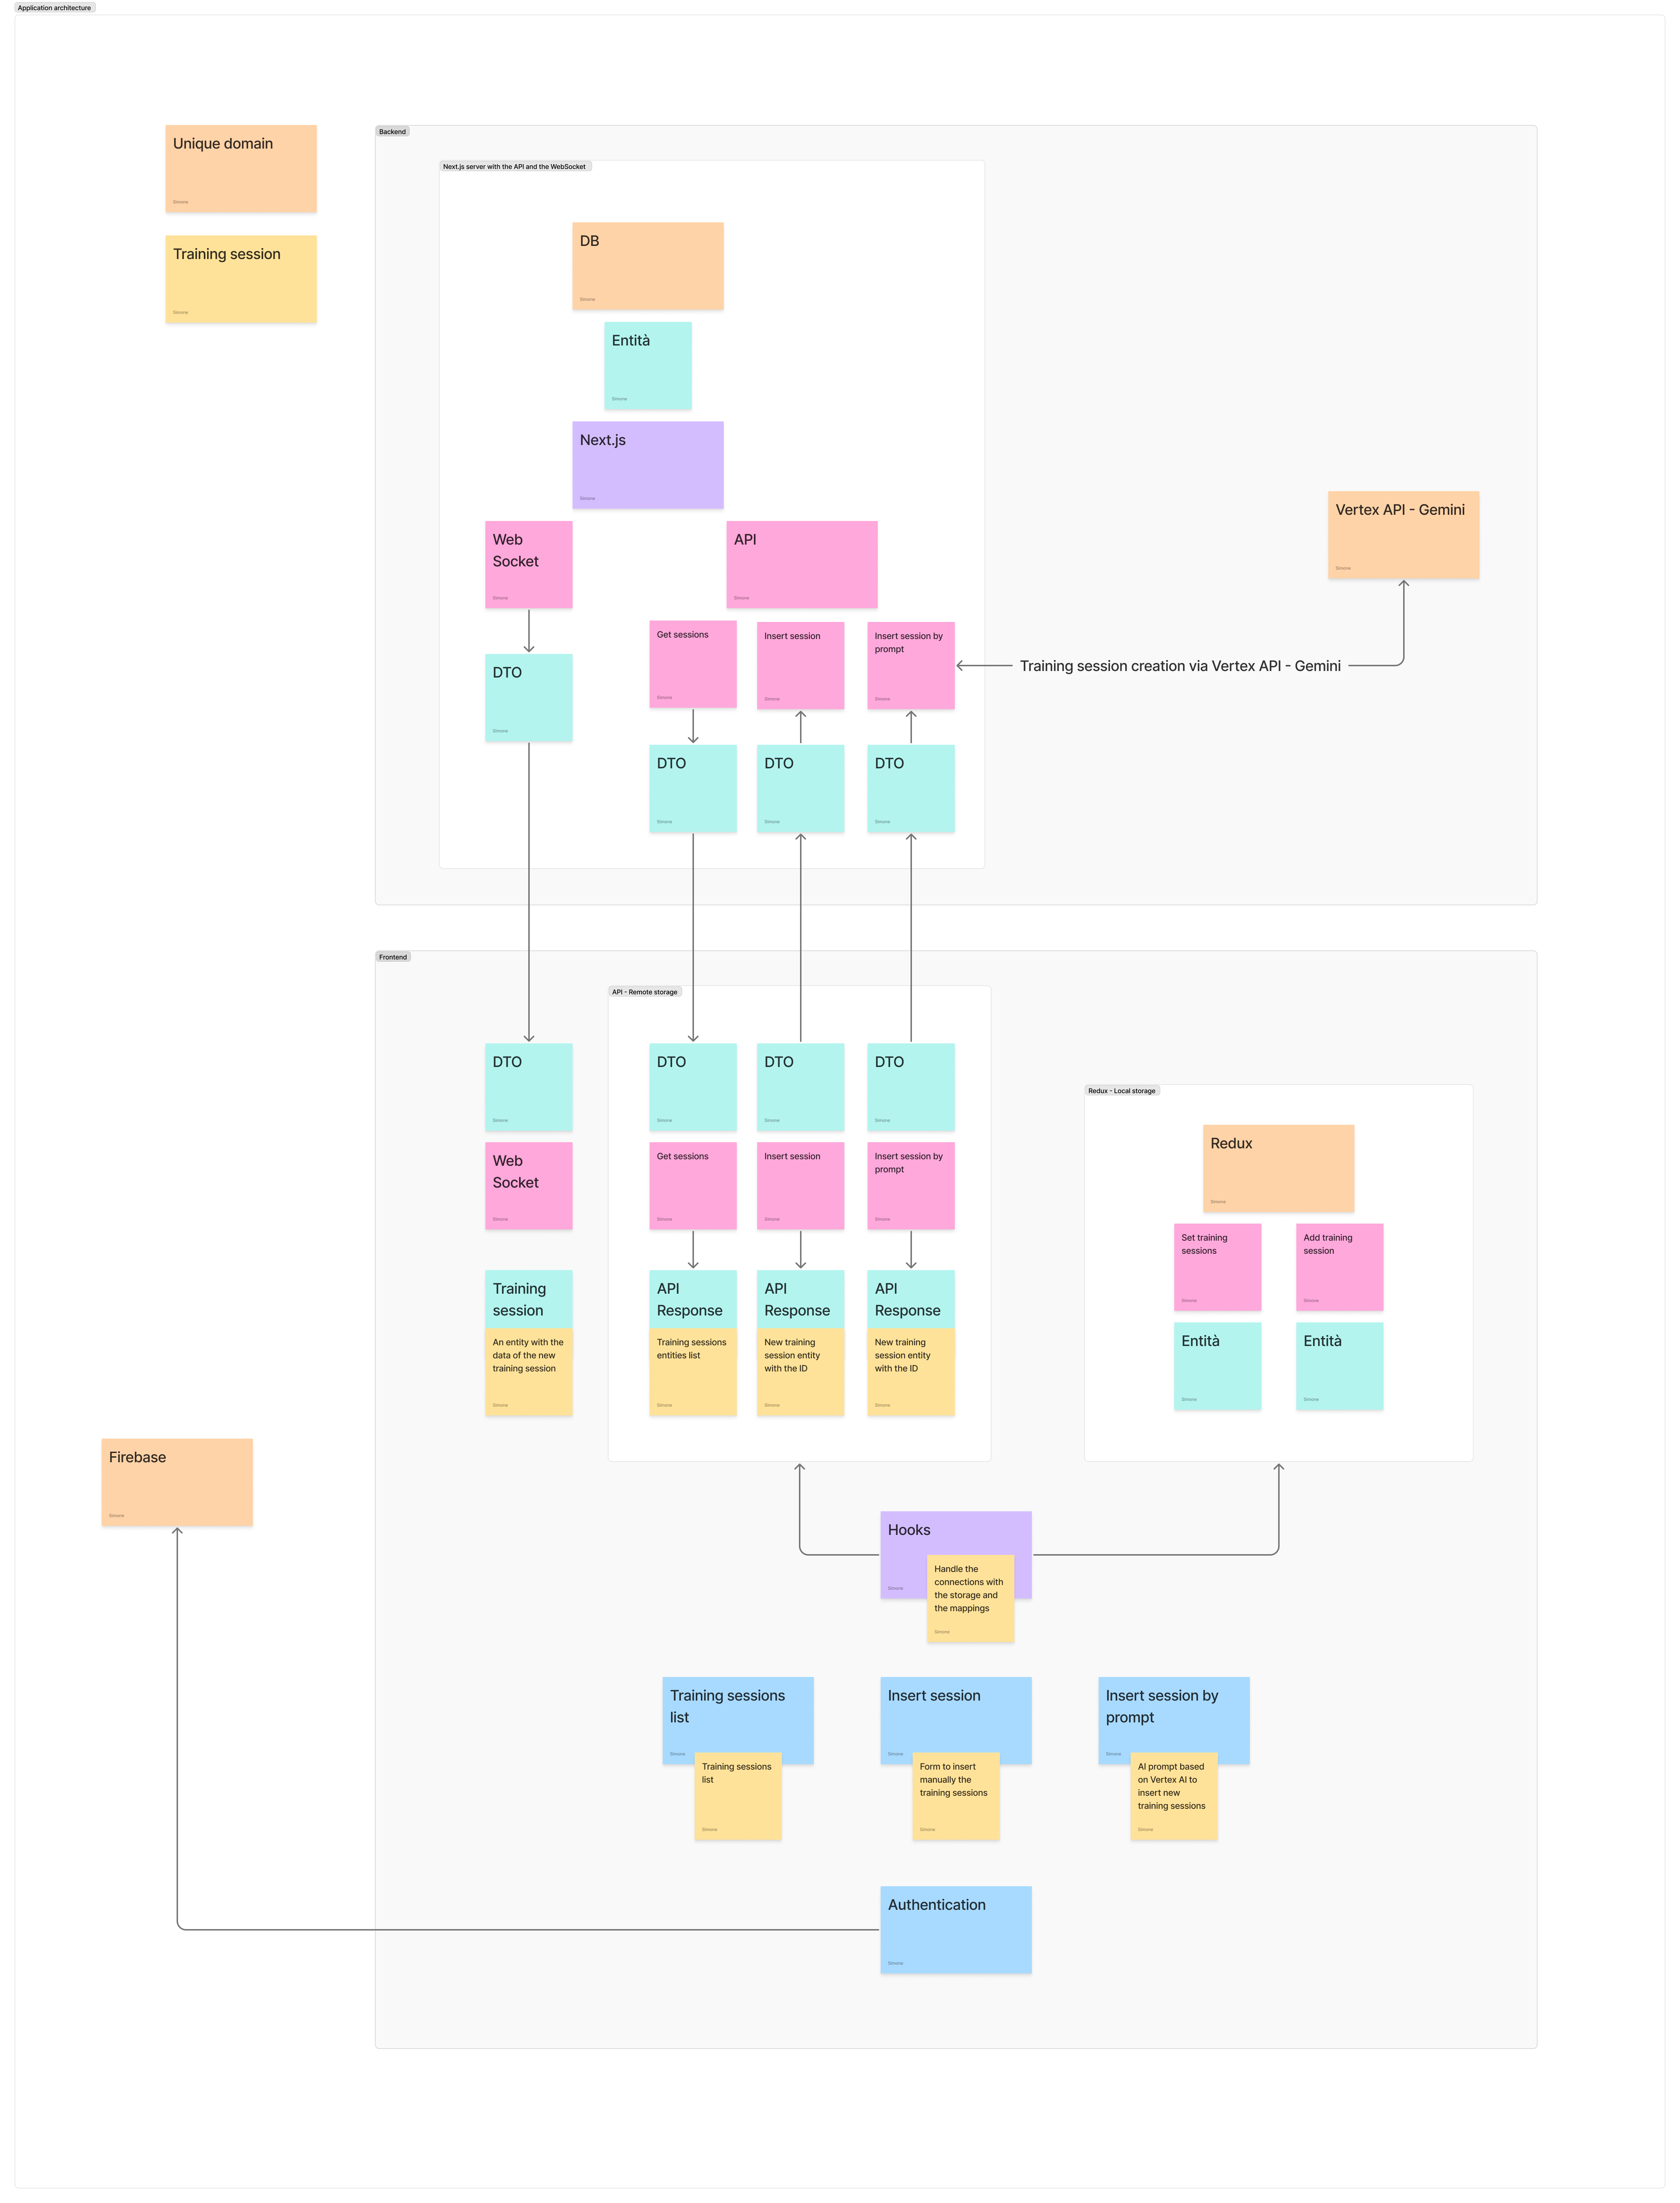 Application architecture
Unique domain
Simone
Training session
Simone
Backend
Next.js server with the API and the WebSocket
DB
Simone
Entità
Simone
Next.js
Simone
Web
Socket
Simone
API
Simone
Vertex API - Gemini
Simone
Get sessions
Simone
Insert session
Simone
Insert session by
prompt
Simone
Training session creation via Vertex API - Gemini
DTO
Simone
DTO
Simone
DTO
Simone
DTO
Simone
Frontend
API - Remote storage
DTO
Simone
DTO
Simone
DTO
Simone
DTO
Simone
Web
Socket
Simone
Get sessions
Simone
Insert session
Simone
Insert session by
prompt
Simone
Training
session
An entity with the
data of the new
training session
Simone
API
Response
Training sessions
entities list
Simone
API
Response
New training
session entity
with the ID
Simone
API
Response
New training
session entity
with the ID
Simone
Redux - Local storage
Redux
Simone
Set training
sessions
Simone
Add training
session
Simone
Entità
Simone
Entità
Simone
Firebase
Simone
Hooks
Simone
Handle the
connections with
the storage and
the mappings
Simone
Training sessions
list
Simone
Training sessions
list
Simone
Insert session
Simone
Form to insert
manually the
training sessions
Simone
Insert session by
prompt
Simone
AI prompt based
on Vertex AI to
insert new
training sessions
Simone
Authentication
Simone